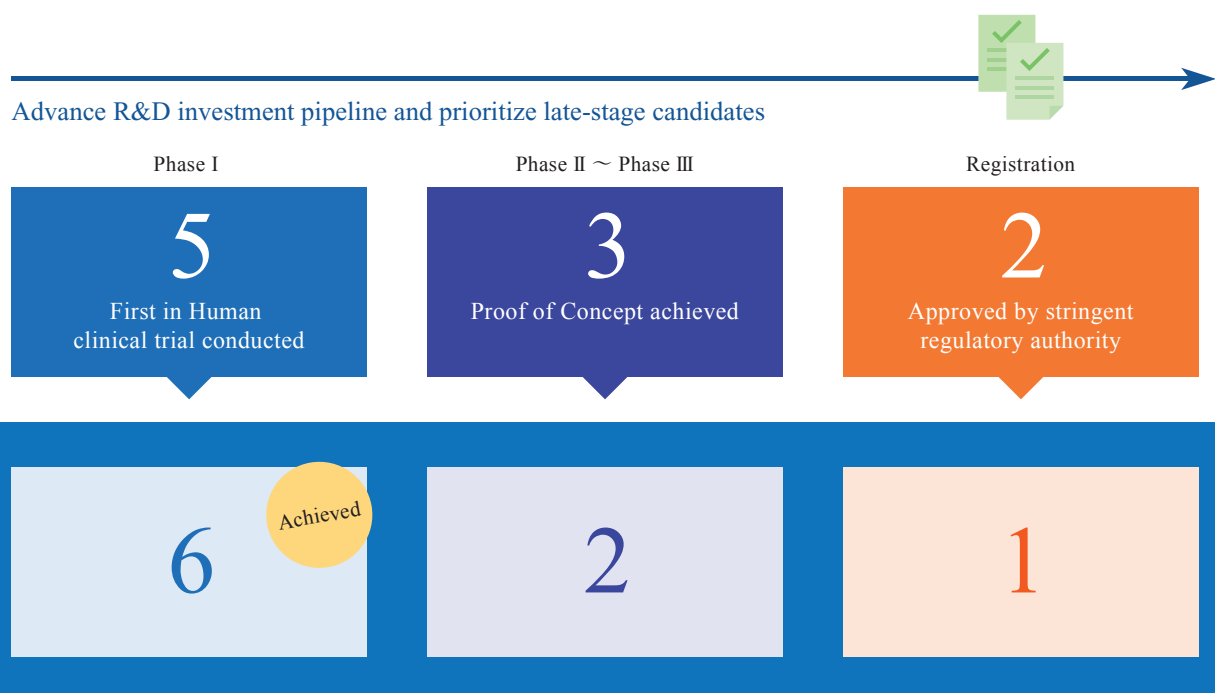 Advance R&D investment pipeline and prioritize late-stage candidates
Phase Ⅰ
Phase Ⅱ ～ Phase Ⅲ
Registration
5
First in Human
clinical trial conducted
3
Proof of Concept achieved
2
Approved by stringent
regulatory authority
6
Achieved
2
1